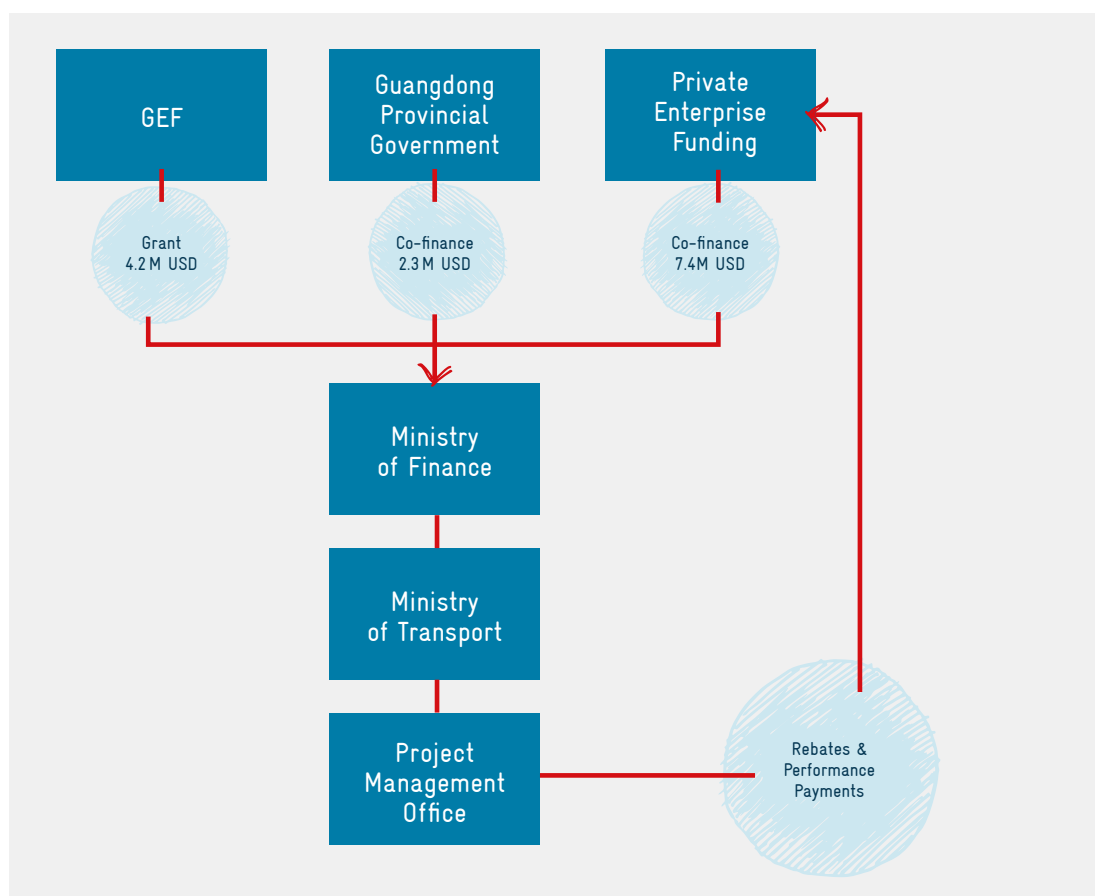 GEF
Guangdong
Provincial
Government
Private
Enterprise
Funding
Grant
4.2 M USD
Co-finance
2.3 M USD
Co-finance
7.4M USD
Ministry
of Finance
Ministry
of Transport
Project
Management
Office
Rebates &
Performance
Payments